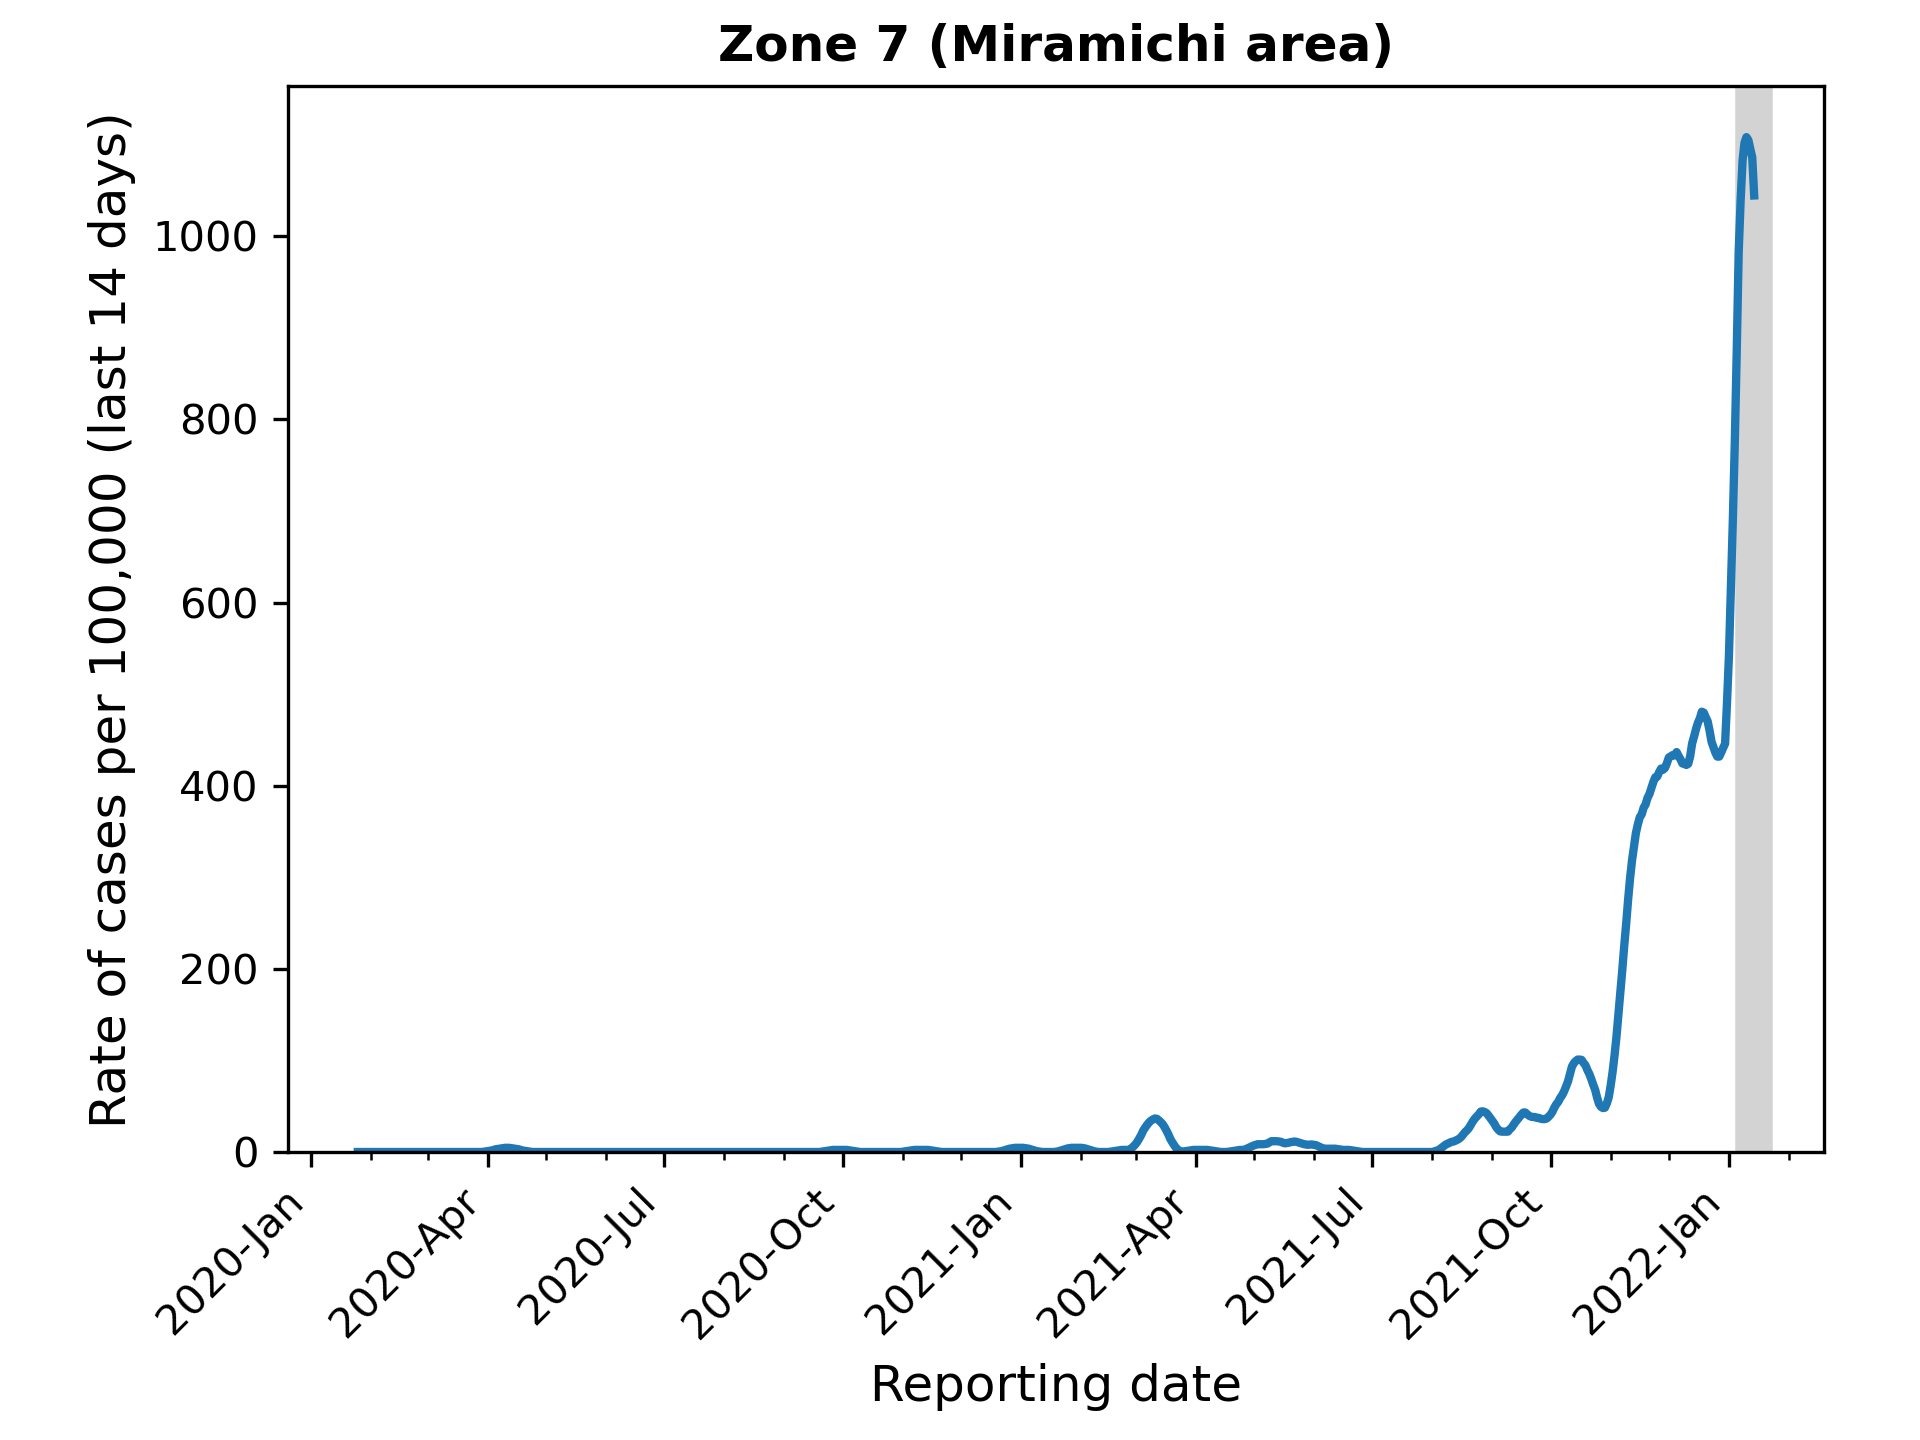 Zone 7 (Miramichi area)
Rate of cases per 100,000 (last 14 days)
1000
800
600
400
200
0
2020-Jan
2020-Apr
2020-Jul
2020-Oct
2021-Jan
2021-Apr
2021-Jul
2021-Oct
2022-Jan
Reporting date